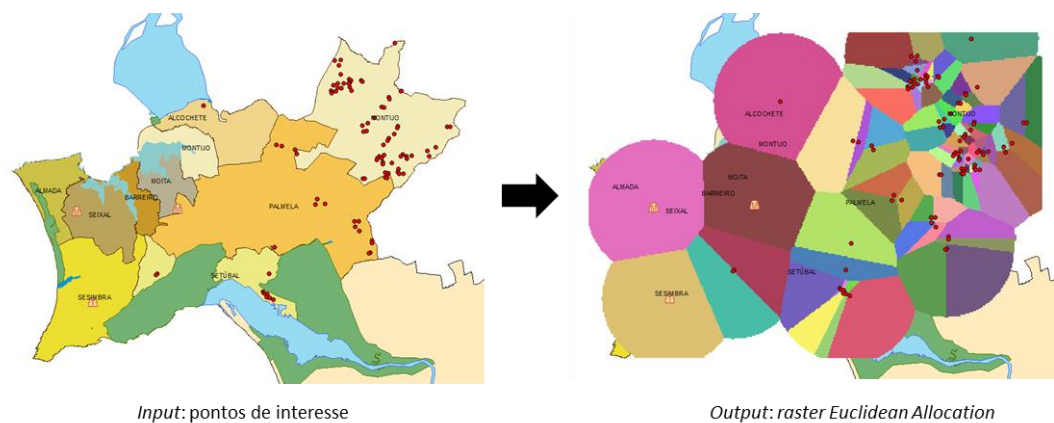 ALCOCHETE
MONTIJO
MONTIJO
ALMADA
MOITA
BARREIRO
SEIXAL
PALMELA
SETÚBAL
SESIMBRA
Input: pontos de interesse
ALCOCHETE
MONTIJO
MONTIJO
MOITA
ALMADA
BARREIRO
PALMELA
SEIXAL
SETÚBAL
SESIMBRA
Output: raster Euclidean Allocation